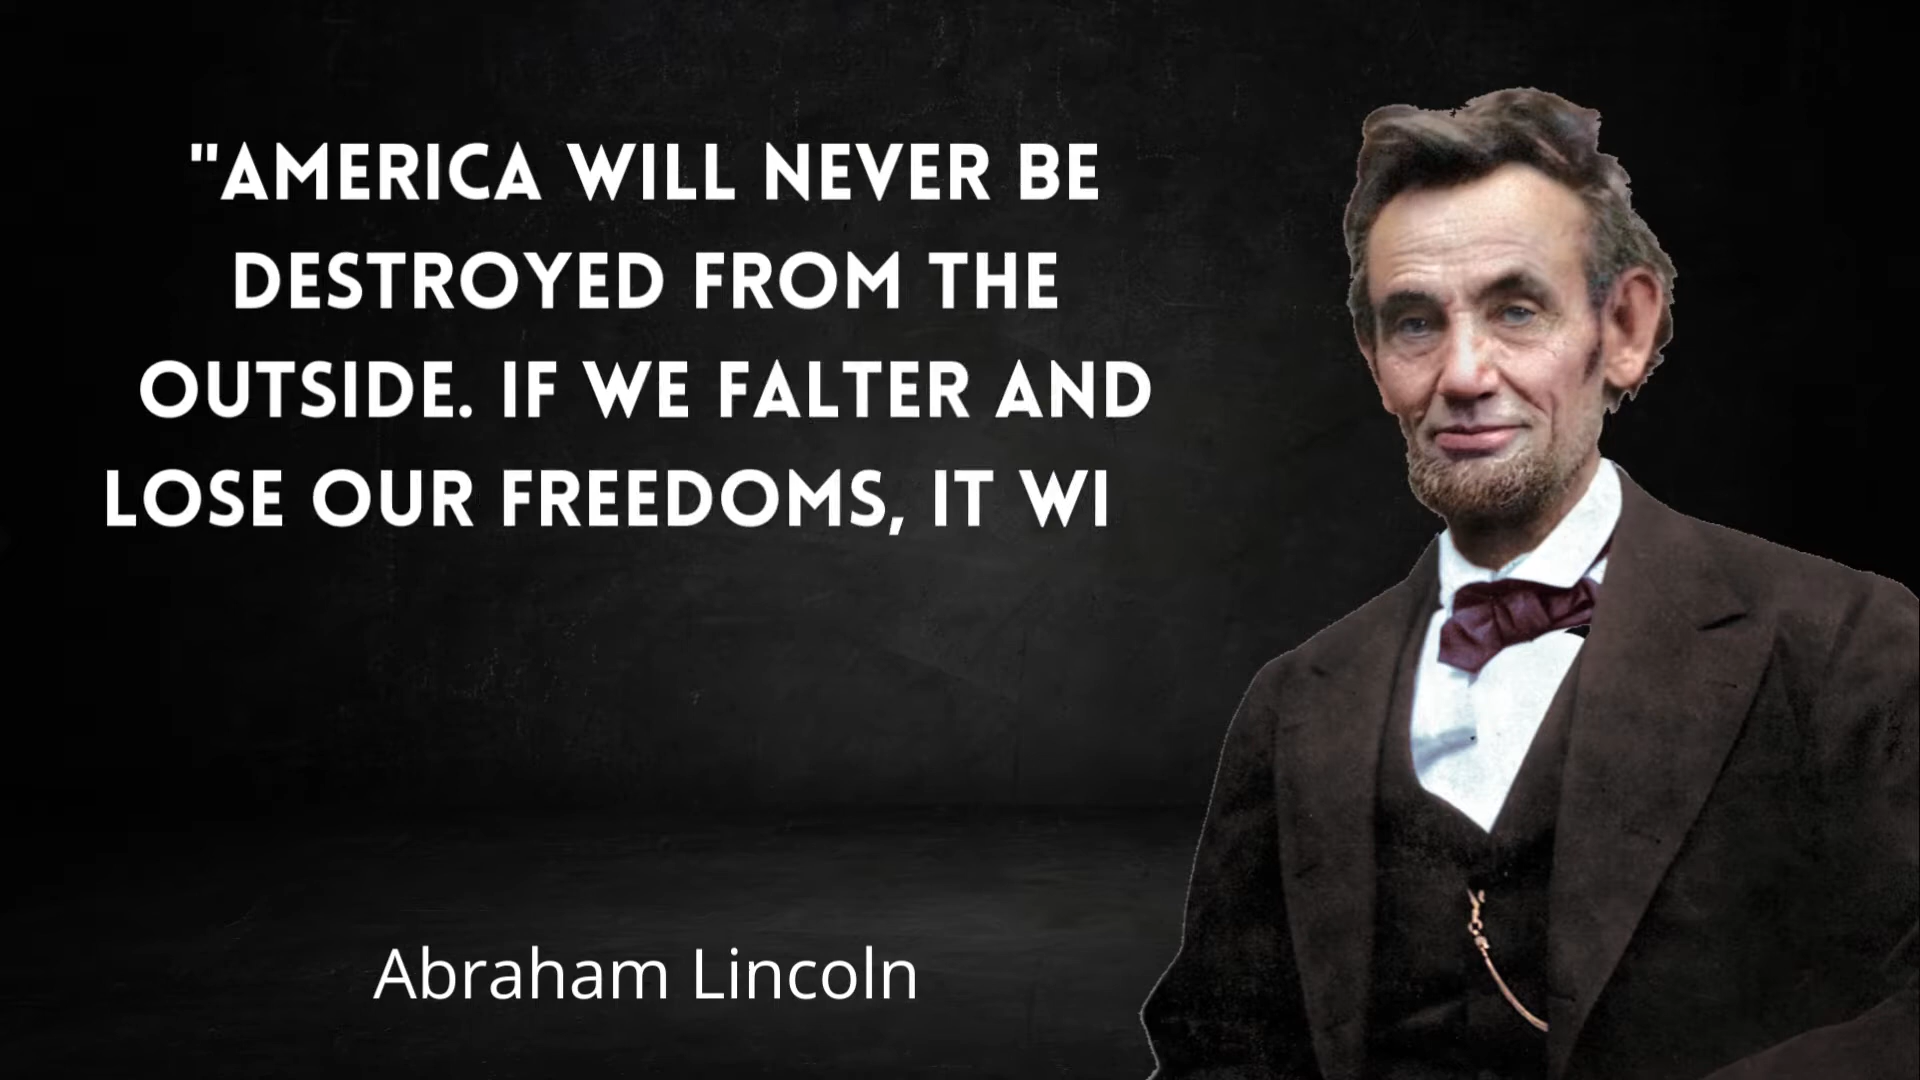 "AMERICA WILL NEVER BE
DESTROYED FROM THE
OUTSIDE. IF WE FALTER AND
LOSE OUR FREEDOMS, IT WI
Abraham Lincoln